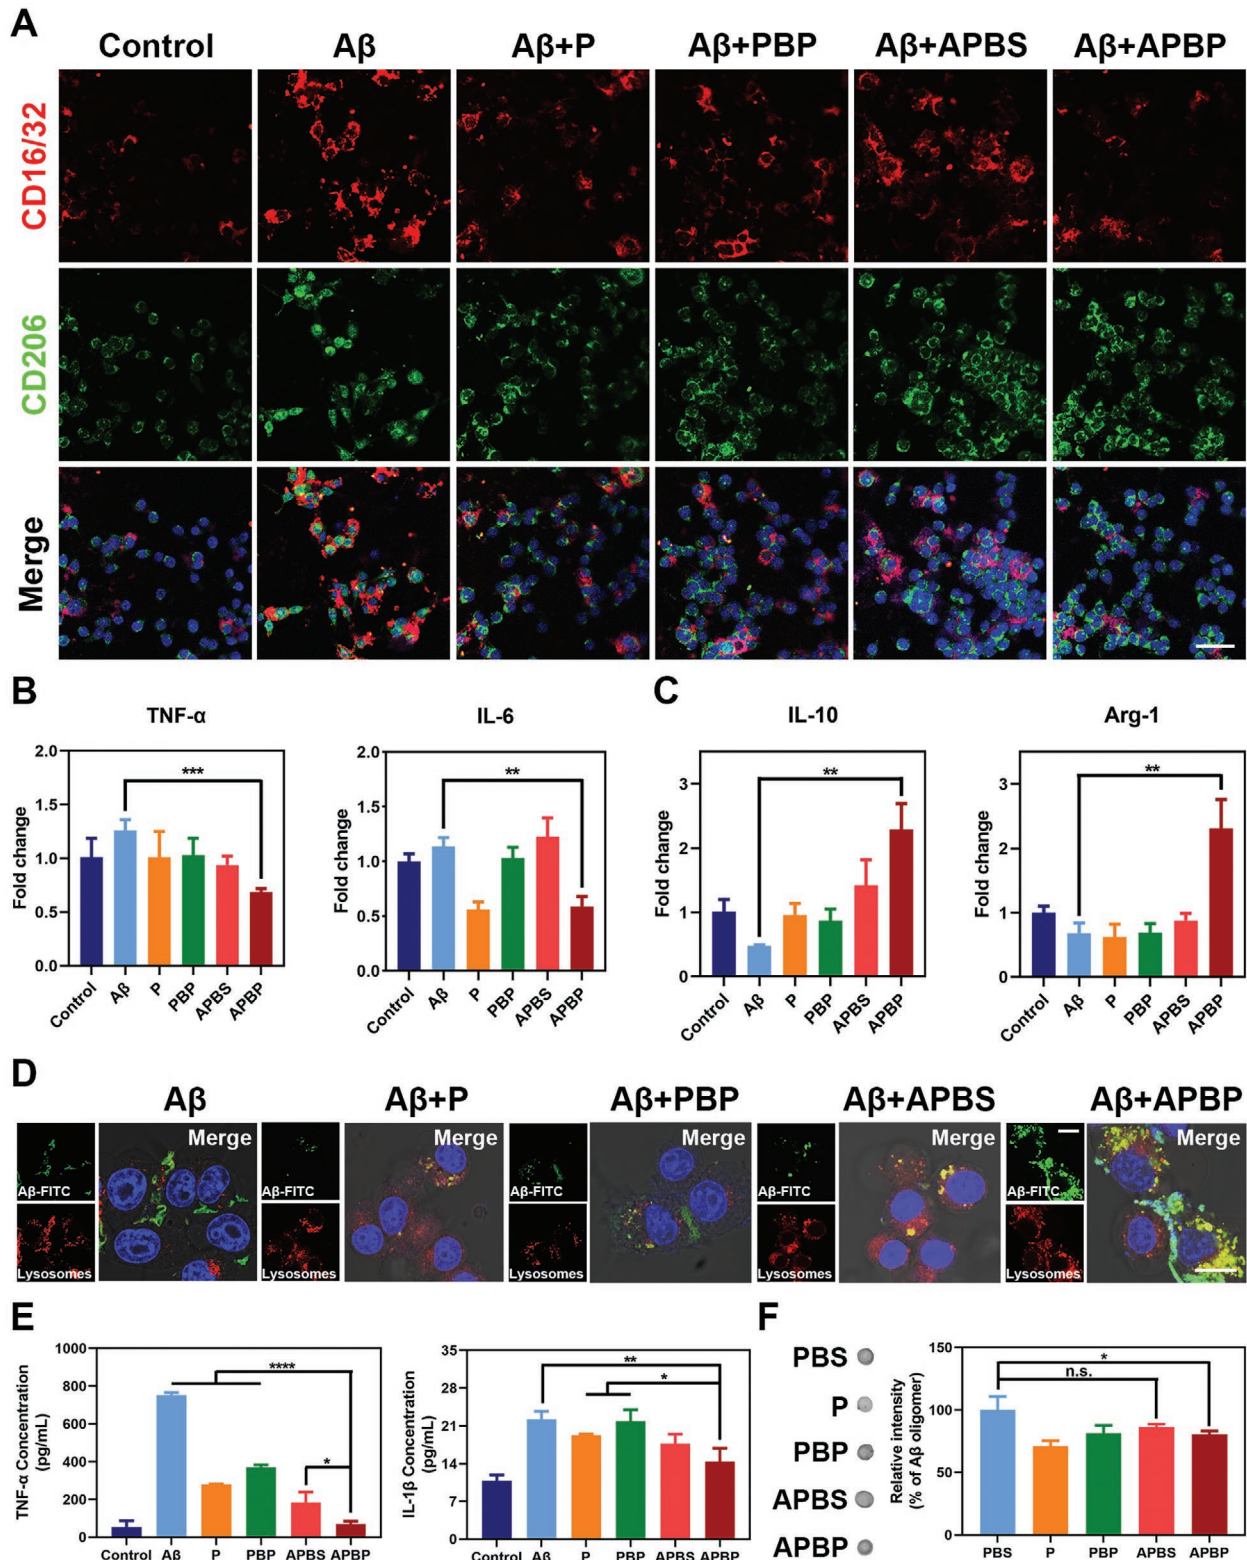 A
Control Aβ Aβ+P Aβ+PBP Aβ+APBS Aβ+APBP
CD16/32
CD206
Merge
B
TNF-α
Fold change
2.0
1.5
1.0
0.5
0.0
***
Control Aβ P PBP APBS APBP
IL-6
Fold change
2.0
1.5
1.0
0.5
0.0
**
Control Aβ P PBP APBS APBP
C
IL-10
Fold change
3
2
1
0
**
Control Aβ P PBP APBS APBP
Arg-1
Fold change
3
2
1
0
**
Control Aβ P PBP APBS APBP
D
Aβ Aβ+P Aβ+PBP Aβ+APBS Aβ+APBP
Merge Merge Merge Merge Merge
Aβ-FITC Aβ-FITC Aβ-FITC Aβ-FITC Aβ-FITC
Lysosomes Lysosomes Lysosomes Lysosomes Lysosomes
E
TNF-α Concentration
(pg/mL)
1000
800
600
400
200
0
****
*
Control Aβ P PBP APBS APBP
IL-1β Concentration
(pg/mL)
35
28
21
14
7
0
**
*
Control Aβ P PBP APBS APBP
F
PBS
P
PBP
APBS
APBP
Relative intensity
(% of Aβ oligomer)
150
100
50
0
*
n.s.
PBS P PBP APBS APBP